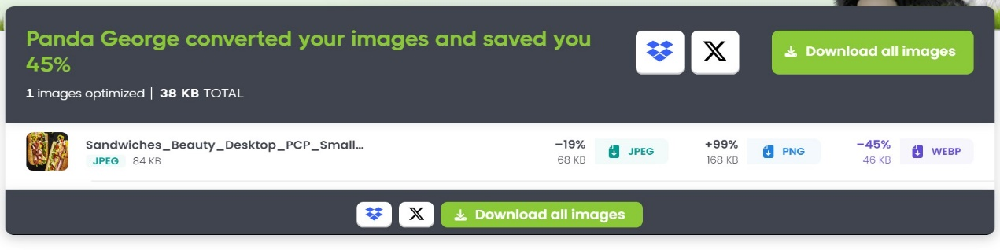 Panda George converted your images and saved you
45%
1 images optimized | 38 KB TOTAL
Download all images
Sandwiches_Beauty_Desktop_PCP_Small...
JPEG 84 KB
−19%
68 KB
JPEG
+99%
168 KB
PNG
−45%
46 KB
WEBP
Download all images